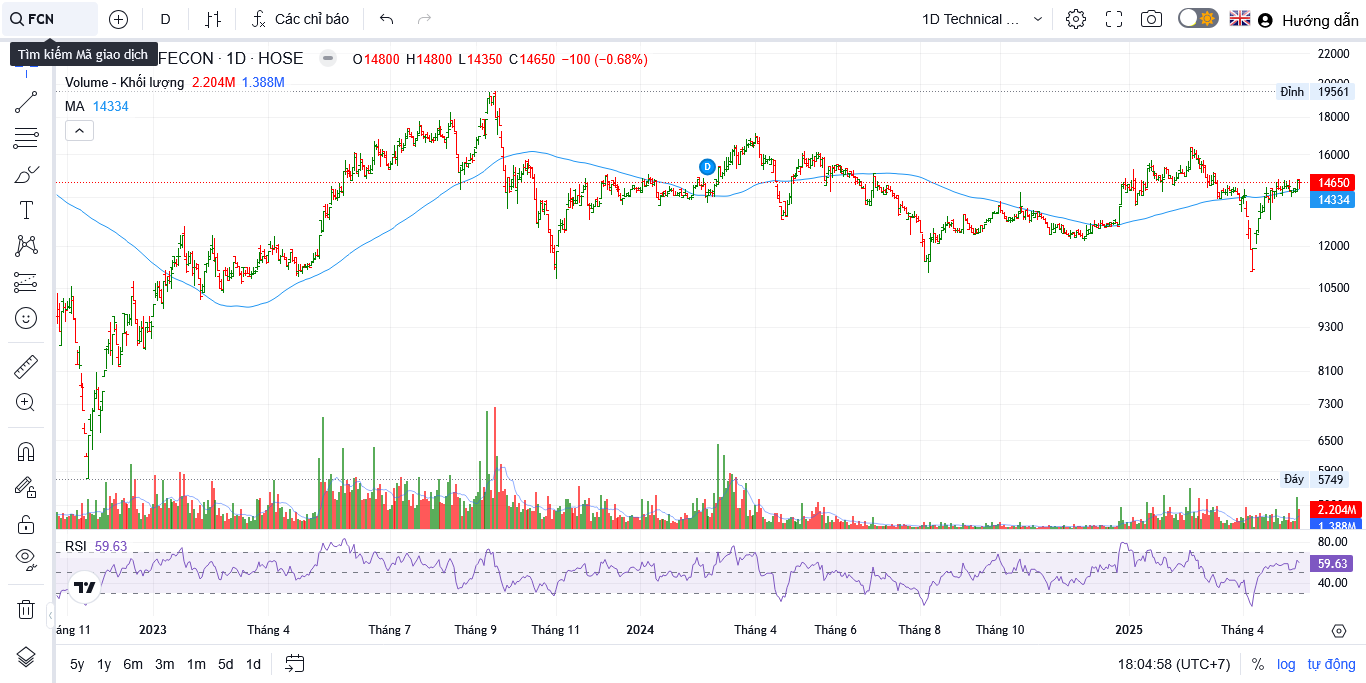 FCN
D
Các chỉ báo
1D Technical ...
Hướng dẫn
Tìm kiếm Mã giao dịch
FECON · 1D · HOSE
O14800 H14800 L14350 C14650 −100 (−0.68%)
Volume - Khối lượng 2.204M 1.388M
MA 14334
22000
20000
Đỉnh 19561
18000
16000
D
14650
14334
12000
10500
9300
8100
7300
6500
5900
Đáy 5749
2.204M
1.388M
RSI 59.63
80.00
59.63
40.00
áng 11 2023 Tháng 4 Tháng 7 Tháng 9 Tháng 11 2024 Tháng 4 Tháng 6 Tháng 8 Tháng 10 2025 Tháng 4
5y 1y 6m 3m 1m 5d 1d
18:04:58 (UTC+7) % log tự động